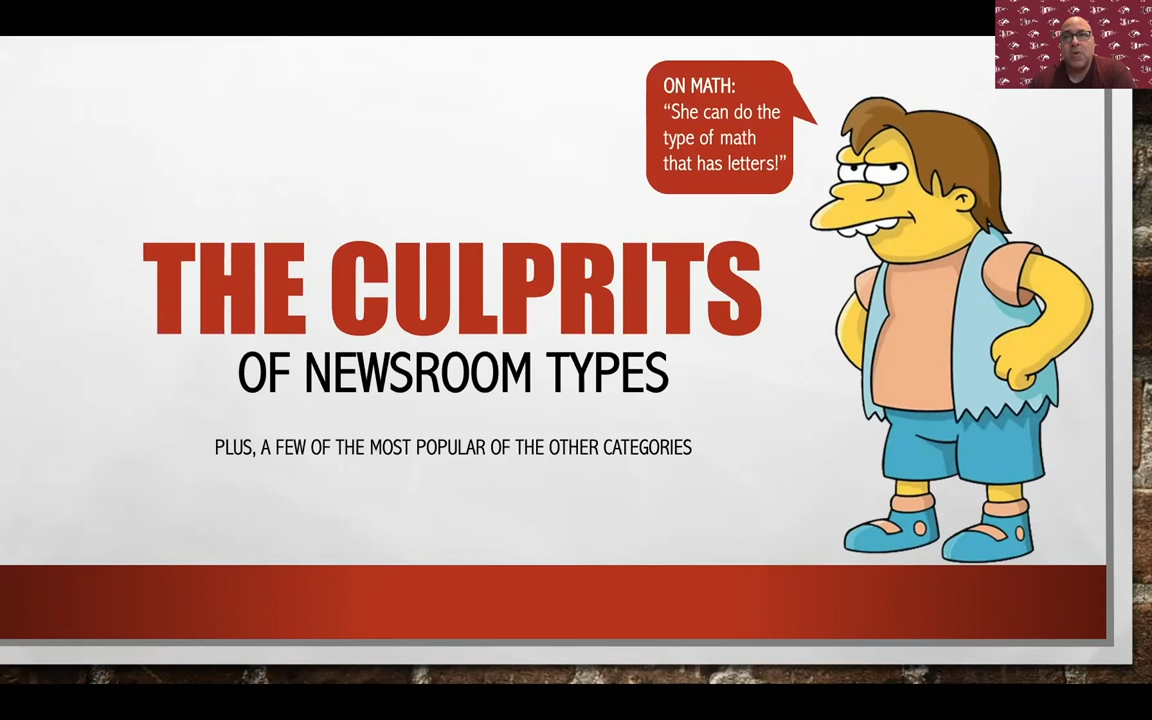 ON MATH:
“She can do the
type of math
that has letters!”
THE CULPRITS
OF NEWSROOM TYPES
PLUS, A FEW OF THE MOST POPULAR OF THE OTHER CATEGORIES